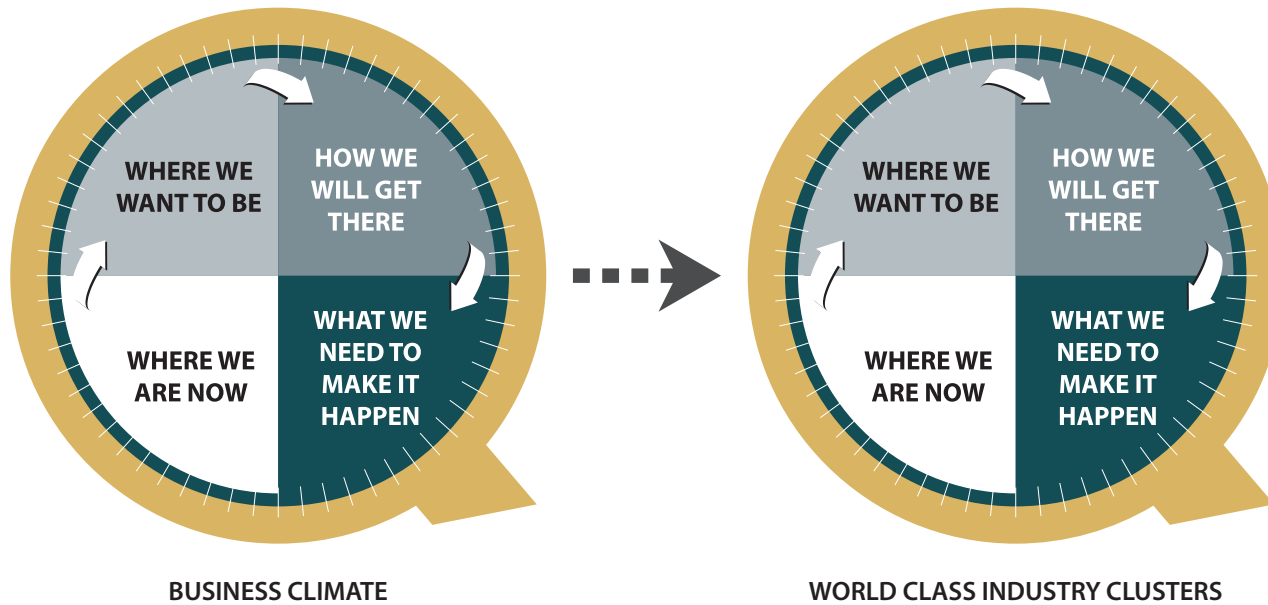 WHERE WE
WANT TO BE
HOW WE
WILL GET
THERE
WHERE WE
ARE NOW
WHAT WE
NEED TO
MAKE IT
HAPPEN
BUSINESS CLIMATE
WHERE WE
WANT TO BE
HOW WE
WILL GET
THERE
WHERE WE
ARE NOW
WHAT WE
NEED TO
MAKE IT
HAPPEN
WORLD CLASS INDUSTRY CLUSTERS